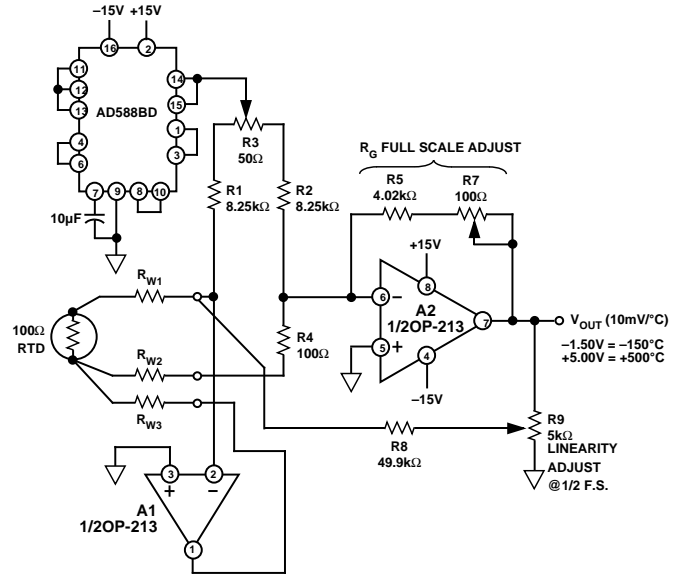 –15V +15V
16 2
11
12
13
14
15
AD588BD
1
3
4
6
7 9 8 10
10µF
R3
50Ω
R1
8.25kΩ
R2
8.25kΩ
RG FULL SCALE ADJUST
R5
4.02kΩ
R7
100Ω
+15V
8
6 –
A2
1/2OP-213
7
5 +
4
–15V
VOUT (10mV/°C)
–1.50V = –150°C
+5.00V = +500°C
RW1
100Ω
RTD
RW2
RW3
R4
100Ω
R8
49.9kΩ
R9
5kΩ
LINEARITY
ADJUST
@1/2 F.S.
3 2
+ –
A1
1/2OP-213
1